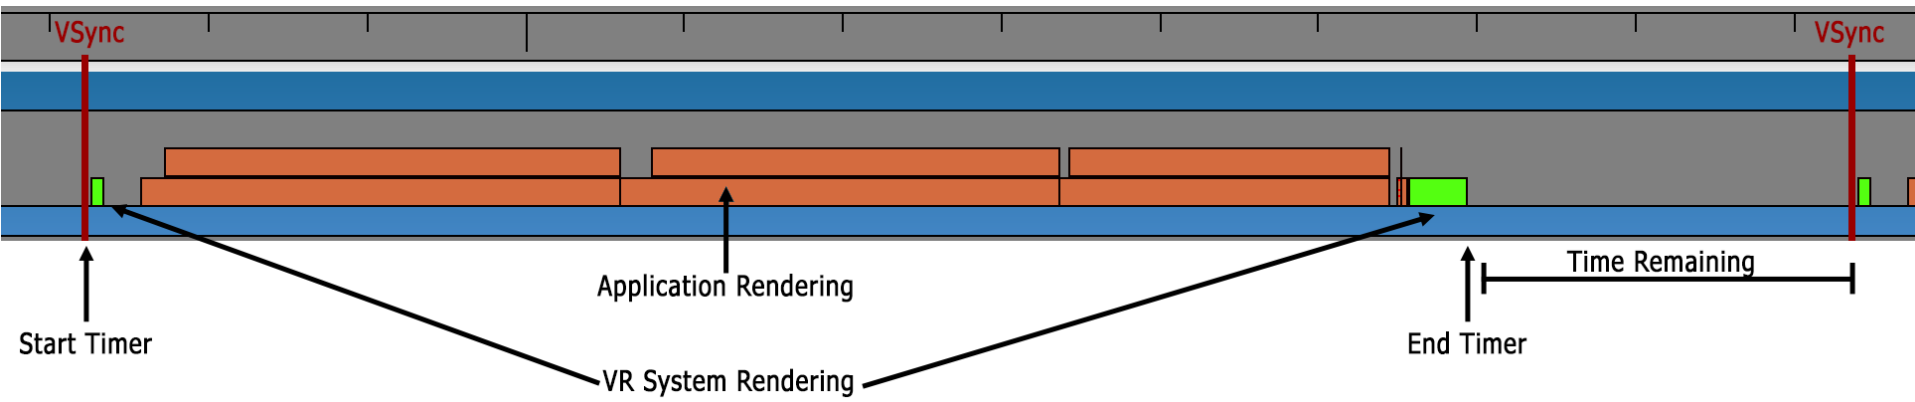 VSync
VSync
Time Remaining
Application Rendering
Start Timer
End Timer
VR System Rendering